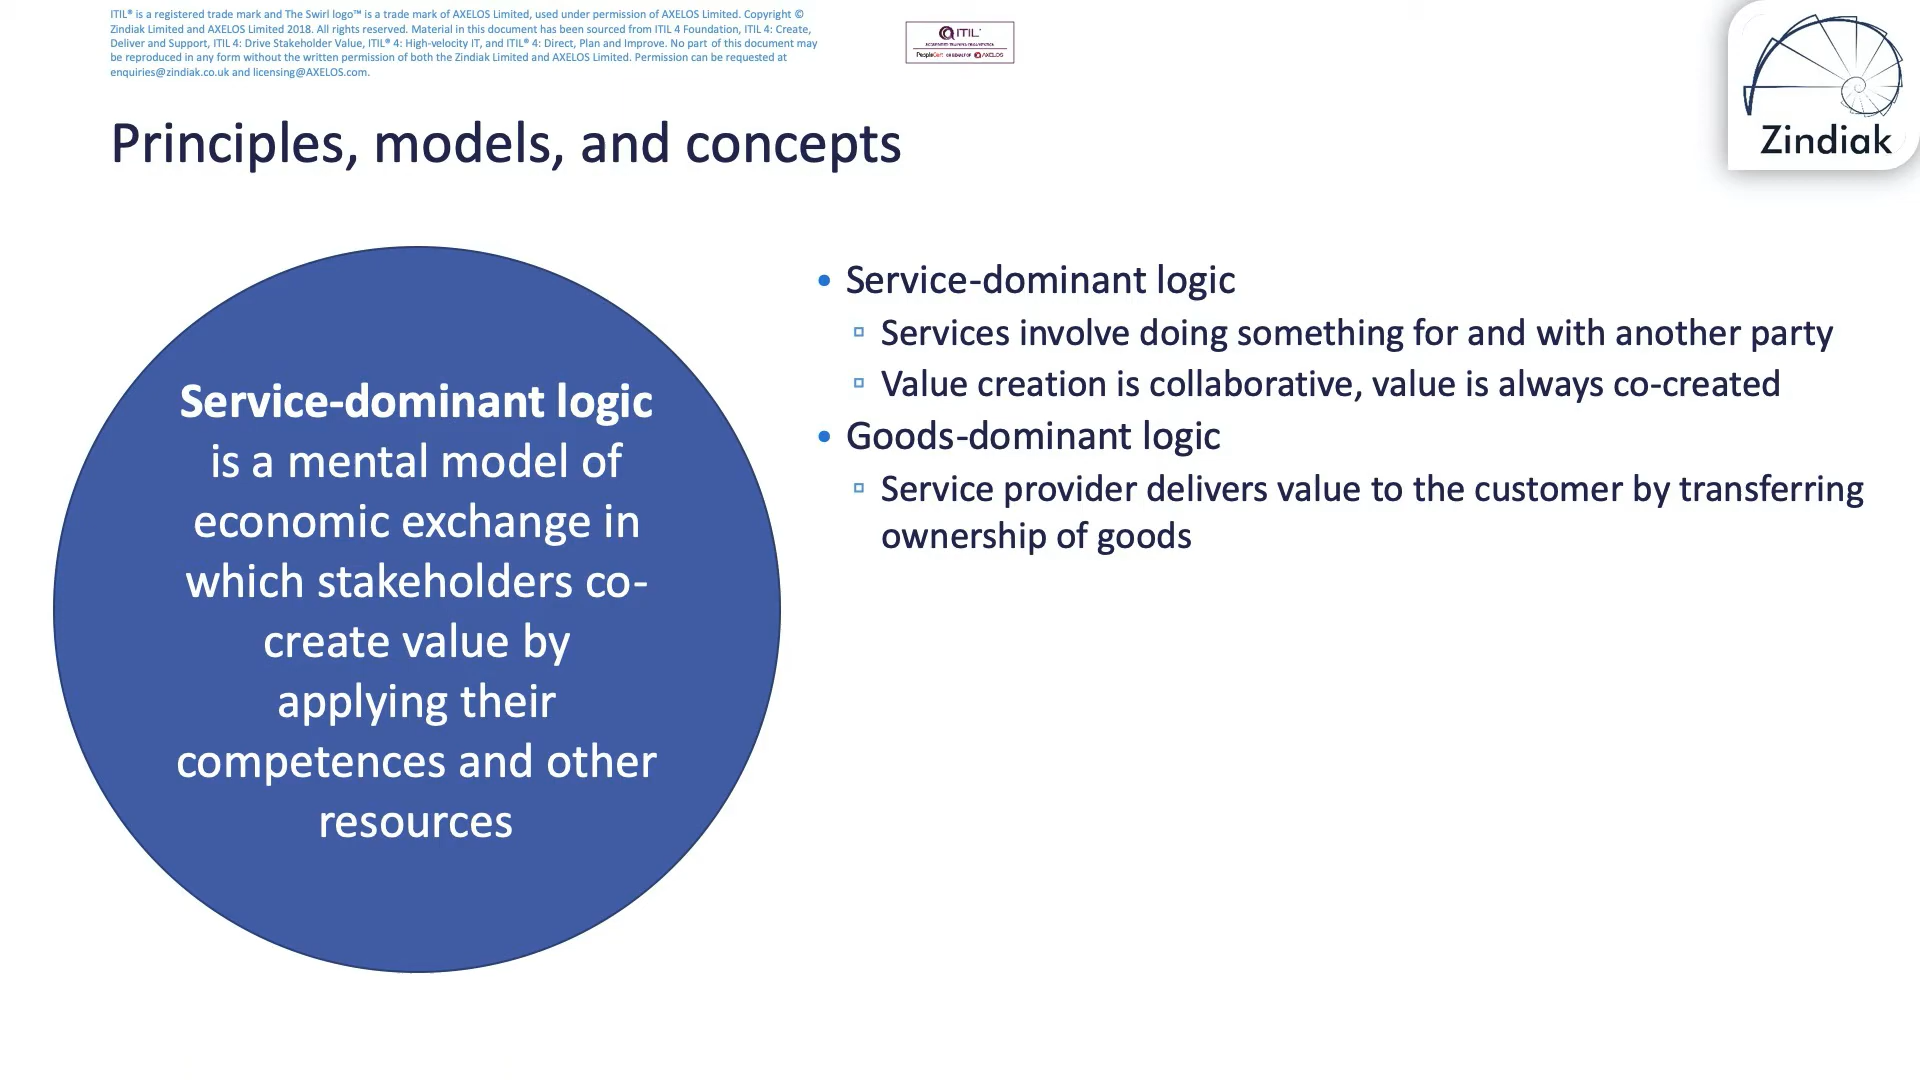 ITIL® is a registered trade mark and The Swirl logo™ is a trade mark of AXELOS Limited, used under permission of AXELOS Limited. Copyright ©
Zindiak Limited and AXELOS Limited 2018. All rights reserved. Material in this document has been sourced from ITIL 4 Foundation, ITIL 4: Create,
Deliver and Support, ITIL 4: Drive Stakeholder Value, ITIL® 4: High-velocity IT, and ITIL® 4: Direct, Plan and Improve. No part of this document may
be reproduced in any form without the written permission of both the Zindiak Limited and AXELOS Limited. Permission can be requested at
enquiries@zindiak.co.uk and licensing@AXELOS.com.
ITIL®
PeopleCert ON BEHALF OF AXELOS
Zindiak
Principles, models, and concepts
Service-dominant logic
is a mental model of
economic exchange in
which stakeholders co-
create value by
applying their
competences and other
resources
• Service-dominant logic
▫ Services involve doing something for and with another party
▫ Value creation is collaborative, value is always co-created
• Goods-dominant logic
▫ Service provider delivers value to the customer by transferring
ownership of goods